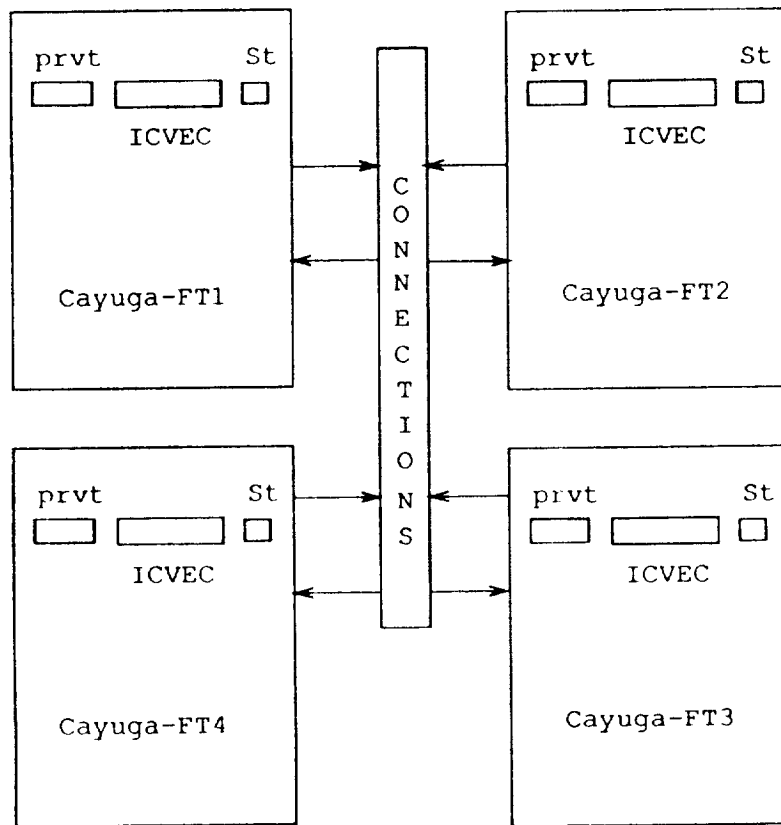 prvt St
ICVEC
Cayuga-FT1
prvt St
ICVEC
Cayuga-FT2
CONNECTIONS
prvt St
ICVEC
Cayuga-FT4
prvt St
ICVEC
Cayuga-FT3